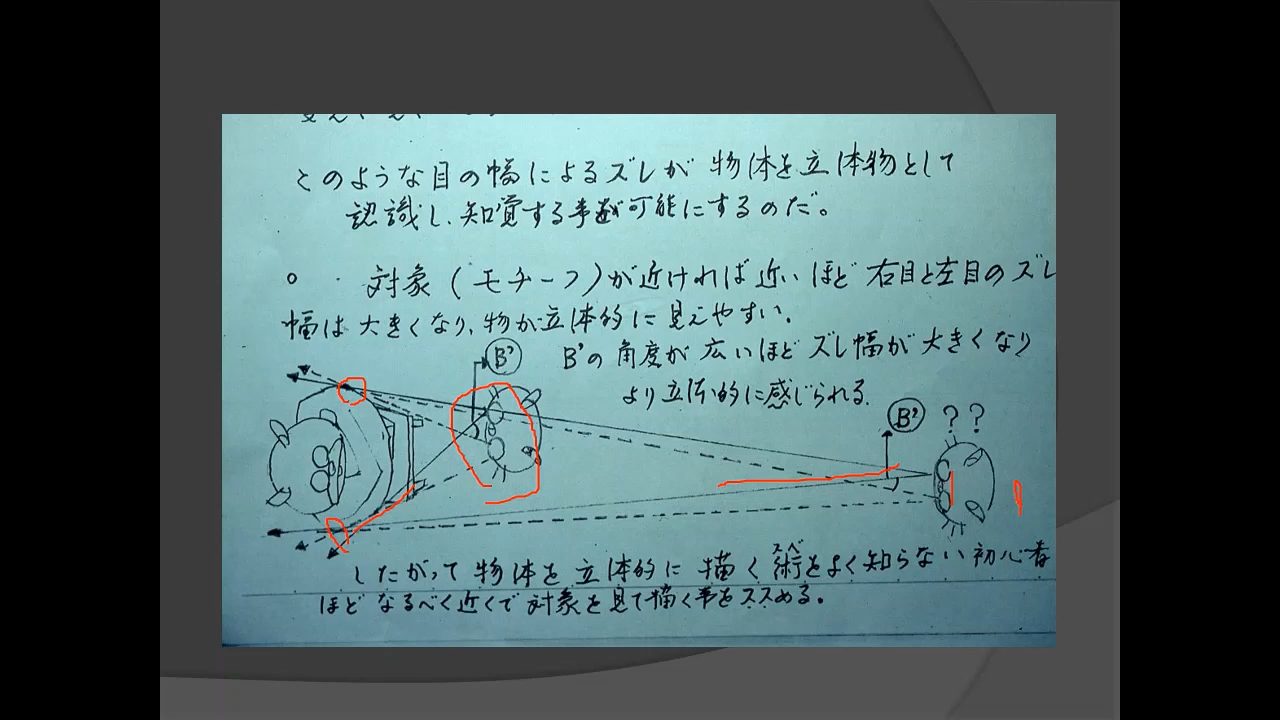 このような目の幅によるズレが 物体を立体物として
認識し、知覚する事が可能にするのだ。
○ 対象(モチーフ)が近ければ近いほど 右目と左目のズレ
幅は大きくなり、物が立体的に見えやすい。
B'の角度が広いほどズレ幅が大きくなり
より立体的に感じられる。
B'
B'
??
したがって物体を立体的に描く術をよく知らない初心者
スベ
ほどなるべく近くで対象を見て描く事をススめる。